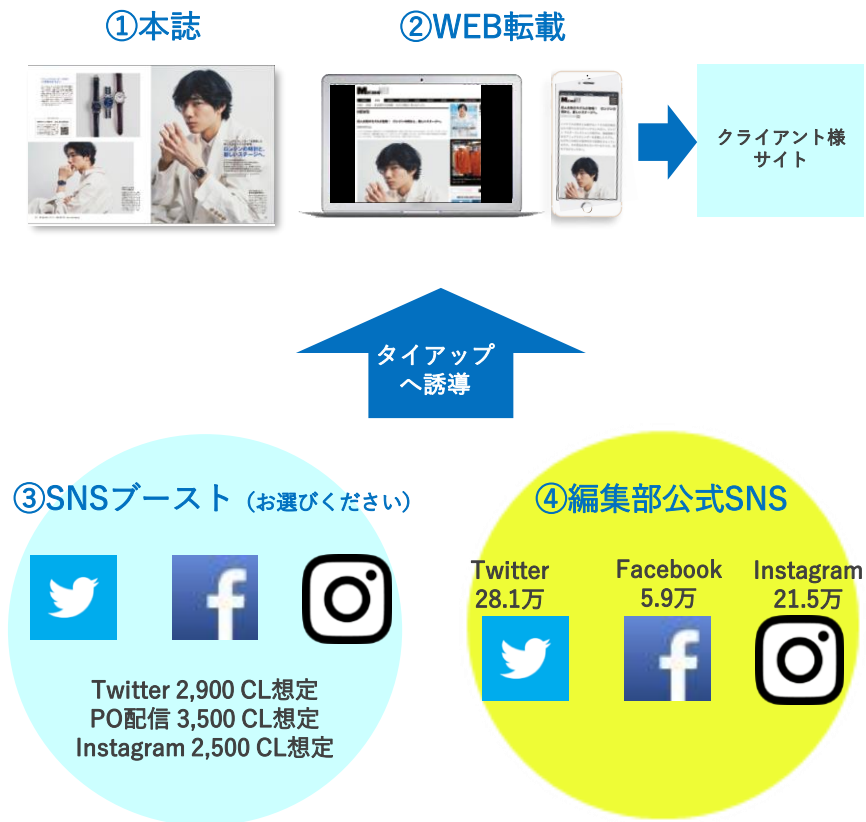 ①本誌
②WEB転載
クライアント様
サイト
タイアップ
へ誘導
③SNSブースト（お選びください）
Twitter 2,900 CL想定
PO配信 3,500 CL想定
Instagram 2,500 CL想定
④編集部公式SNS
Twitter
28.1万
Facebook
5.9万
Instagram
21.5万